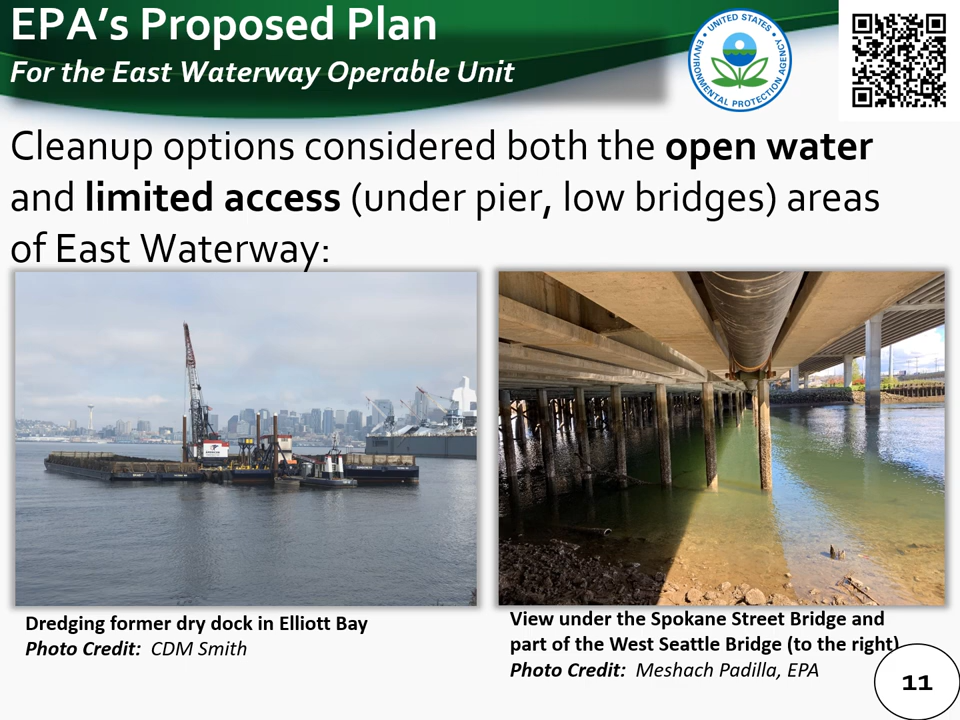 EPA's Proposed Plan
For the East Waterway Operable Unit
UNITED STATES
ENVIRONMENTAL PROTECTION AGENCY
Cleanup options considered both the open water
and limited access (under pier, low bridges) areas
of East Waterway:
Dredging former dry dock in Elliott Bay
Photo Credit: CDM Smith
View under the Spokane Street Bridge and
part of the West Seattle Bridge (to the right)
Photo Credit: Meshach Padilla, EPA
11